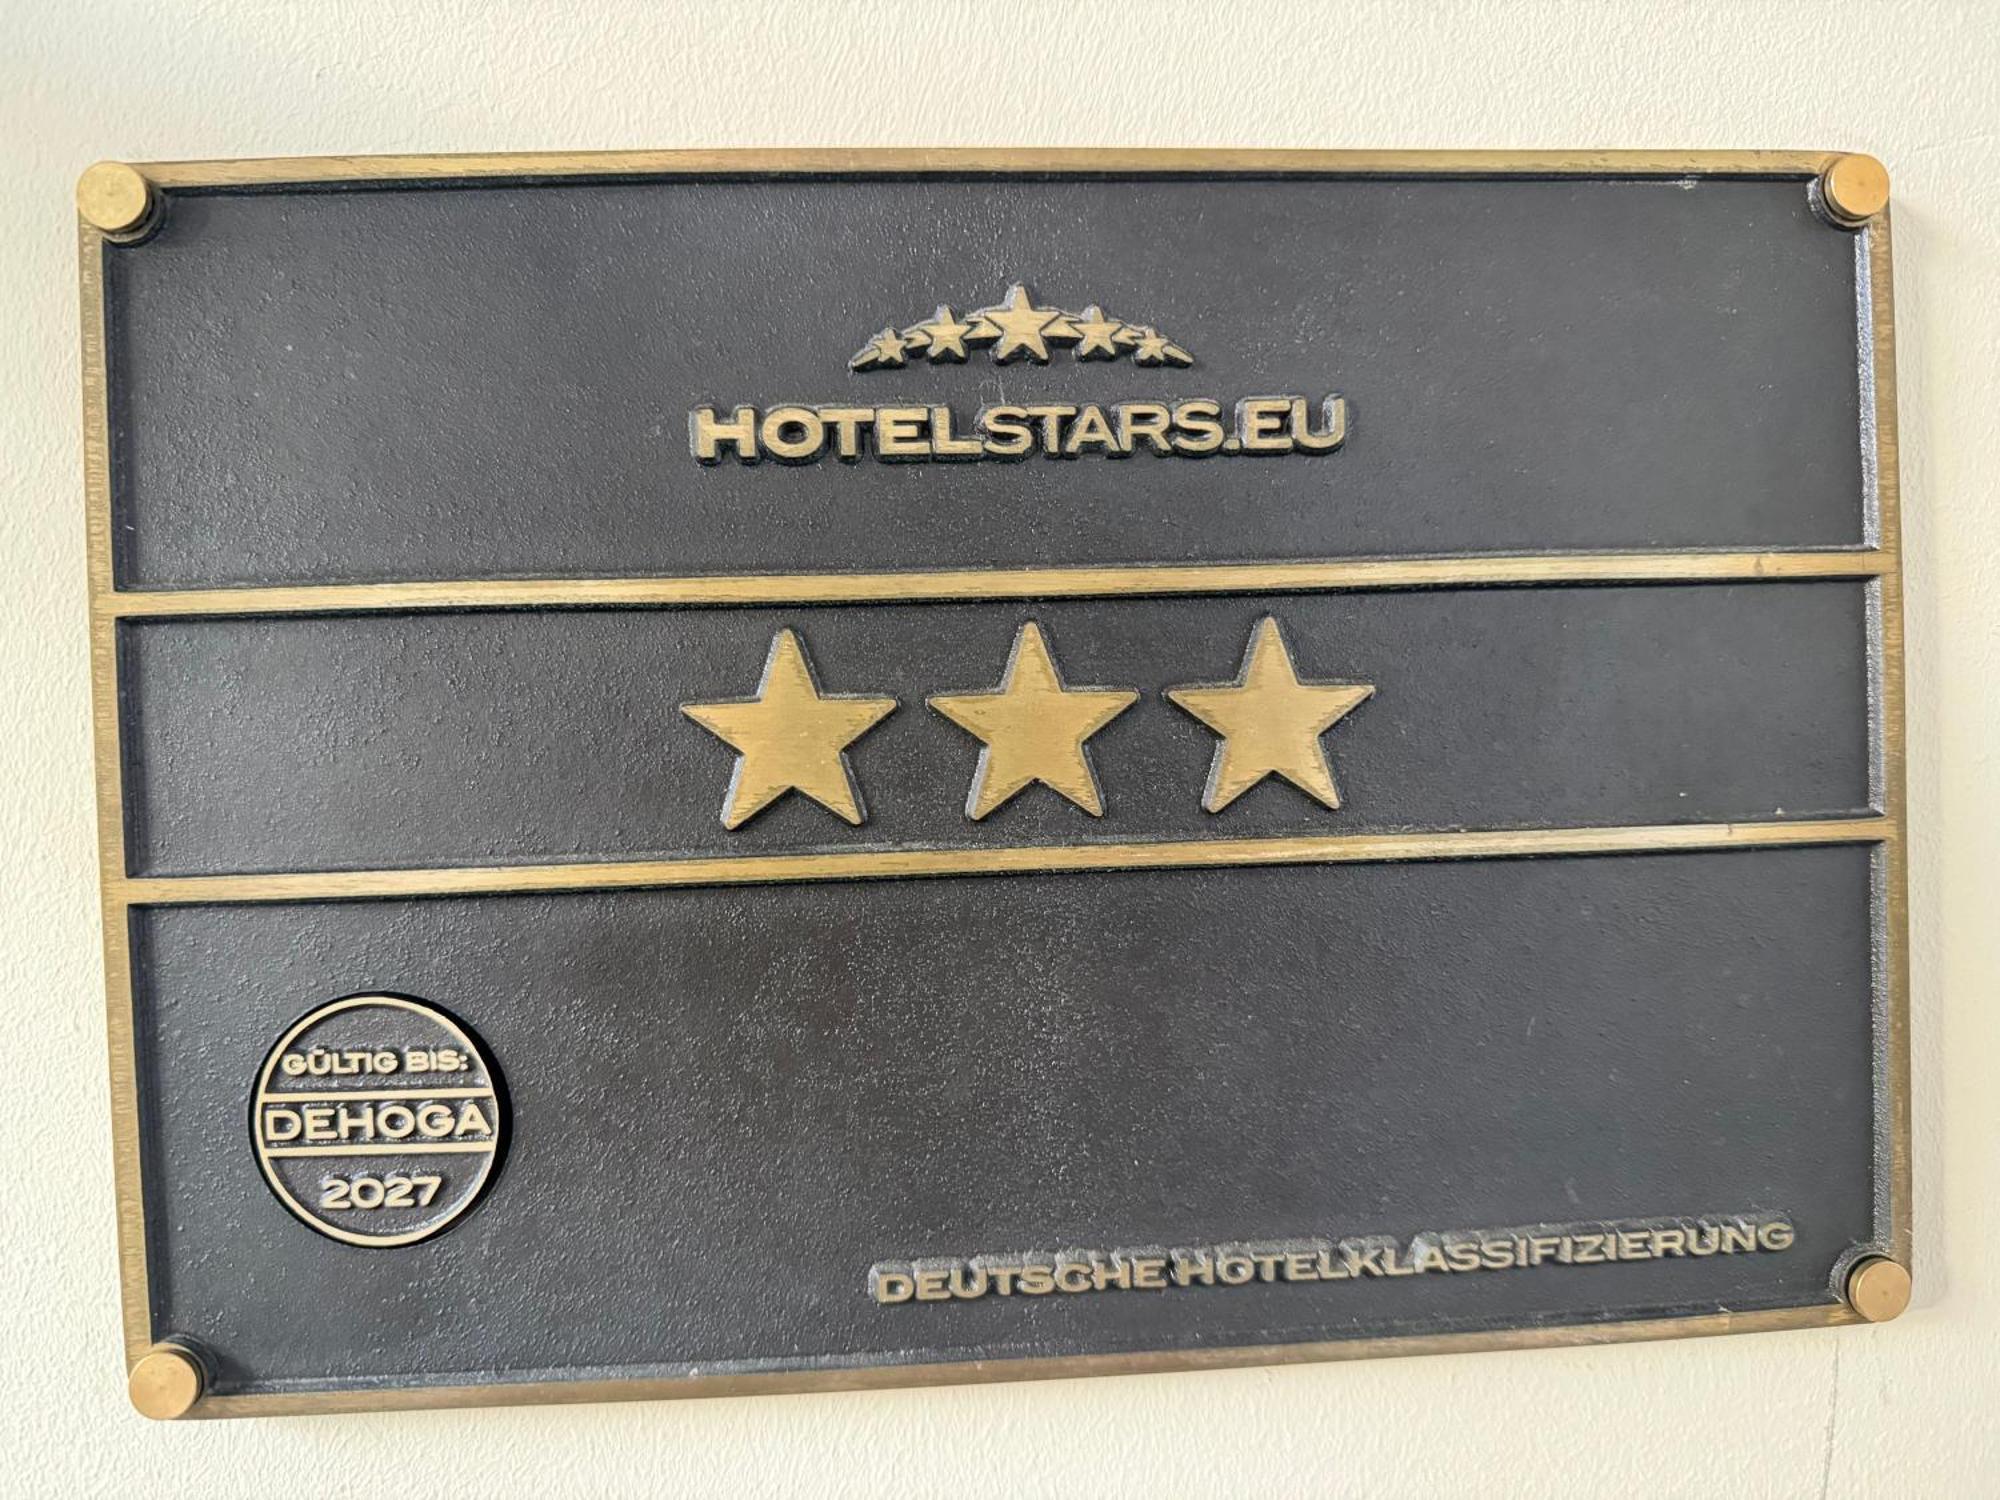 HOTELSTARS.EU
GÜLTIG BIS:
DEHOGA
2027
DEUTSCHE HOTELKLASSIFIZIERUNG